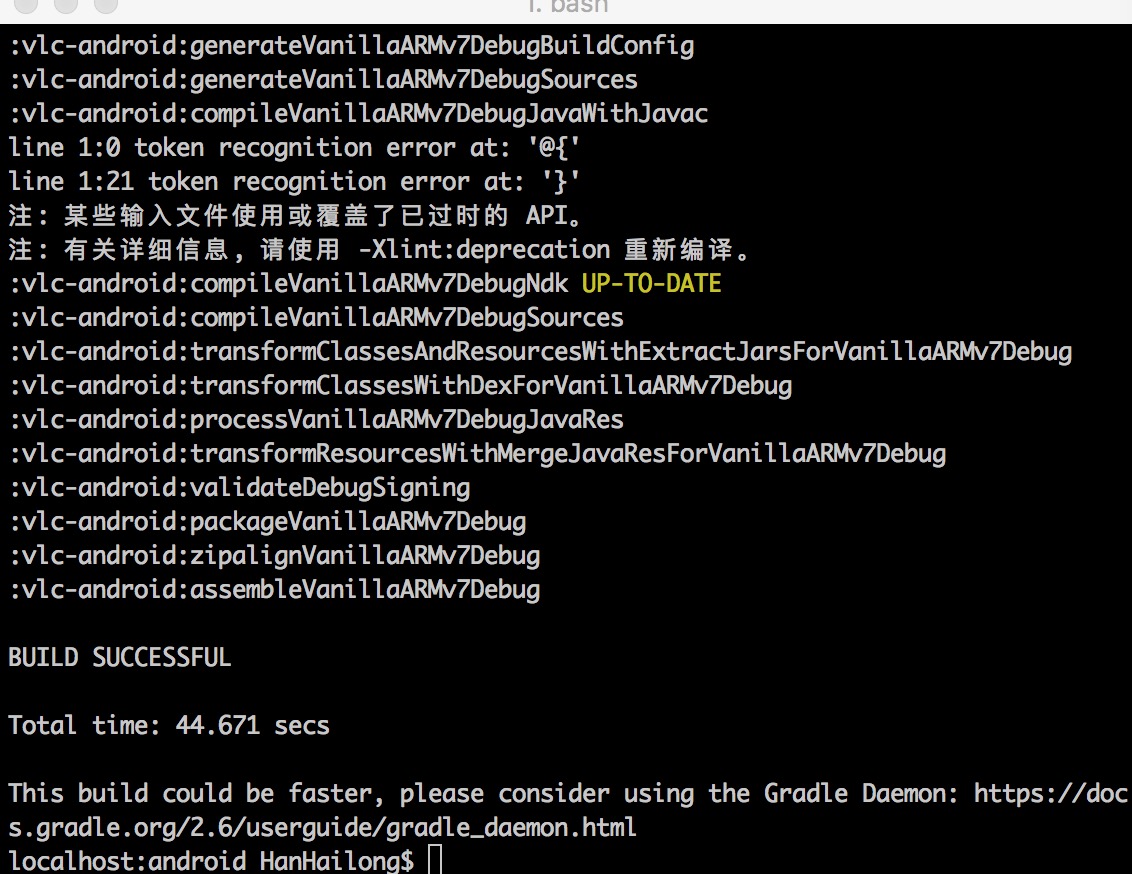 1. bash
:vlc-android:generateVanillaARMv7DebugBuildConfig
:vlc-android:generateVanillaARMv7DebugSources
:vlc-android:compileVanillaARMv7DebugJavaWithJavac
line 1:0 token recognition error at: '@{'
line 1:21 token recognition error at: '}'
注: 某些输入文件使用或覆盖了已过时的 API。
注: 有关详细信息, 请使用 -Xlint:deprecation 重新编译。
:vlc-android:compileVanillaARMv7DebugNdk UP-TO-DATE
:vlc-android:compileVanillaARMv7DebugSources
:vlc-android:transformClassesAndResourcesWithExtractJarsForVanillaARMv7Debug
:vlc-android:transformClassesWithDexForVanillaARMv7Debug
:vlc-android:processVanillaARMv7DebugJavaRes
:vlc-android:transformResourcesWithMergeJavaResForVanillaARMv7Debug
:vlc-android:validateDebugSigning
:vlc-android:packageVanillaARMv7Debug
:vlc-android:zipalignVanillaARMv7Debug
:vlc-android:assembleVanillaARMv7Debug
BUILD SUCCESSFUL
Total time: 44.671 secs
This build could be faster, please consider using the Gradle Daemon: https://doc
s.gradle.org/2.6/userguide/gradle_daemon.html
localhost:android HanHailong$